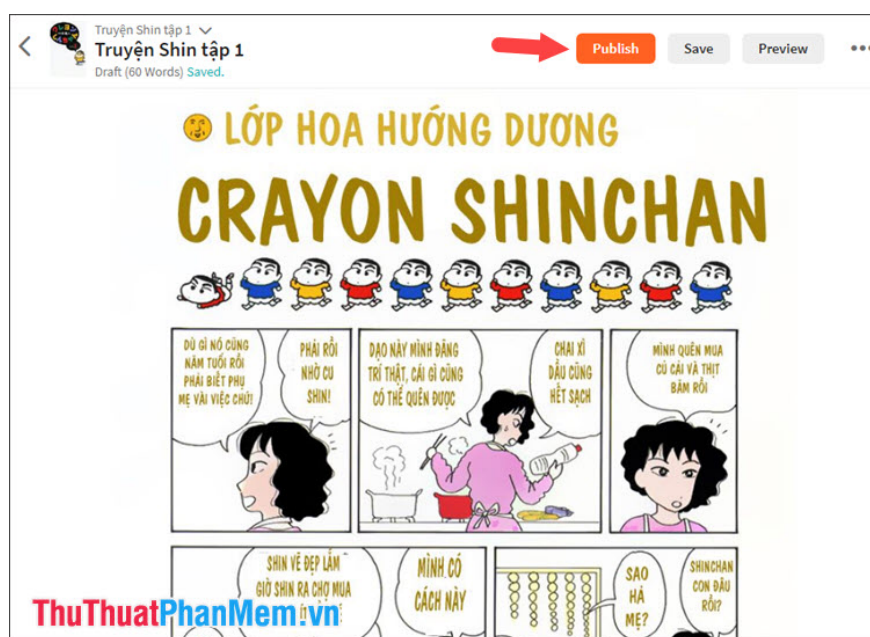 Truyện Shin tập 1
Truyện Shin tập 1
Draft (60 Words) Saved.
Publish
Save
Preview
LỚP HOA HƯỚNG DƯƠNG
CRAYON SHINCHAN
DÙ GÌ NÓ CŨNG
NĂM TUỔI RỒI
PHẢI BIẾT PHỤ
MẸ VÀI VIỆC CHỨ!
PHẢI RỒI
NHỜ CU
SHIN!
DẠO NÀY MÌNH ĐÃNG
TRÍ THẬT, CÁI GÌ CŨNG
CÓ THỂ QUÊN ĐƯỢC
CHAI XÌ
DẦU CŨNG
HẾT SẠCH
MÌNH QUÊN MUA
CỦ CẢI VÀ THỊT
BẰM RỒI
SHIN VẼ ĐẸP LẮM
GIỜ SHIN RA CHỢ MUA
MÌNH CÓ
CÁCH NÀY
SAO
HẢ
MẸ?
SHINCHAN
CON ĐÂU
RỒI?
ThuThuatPhanMem.vn